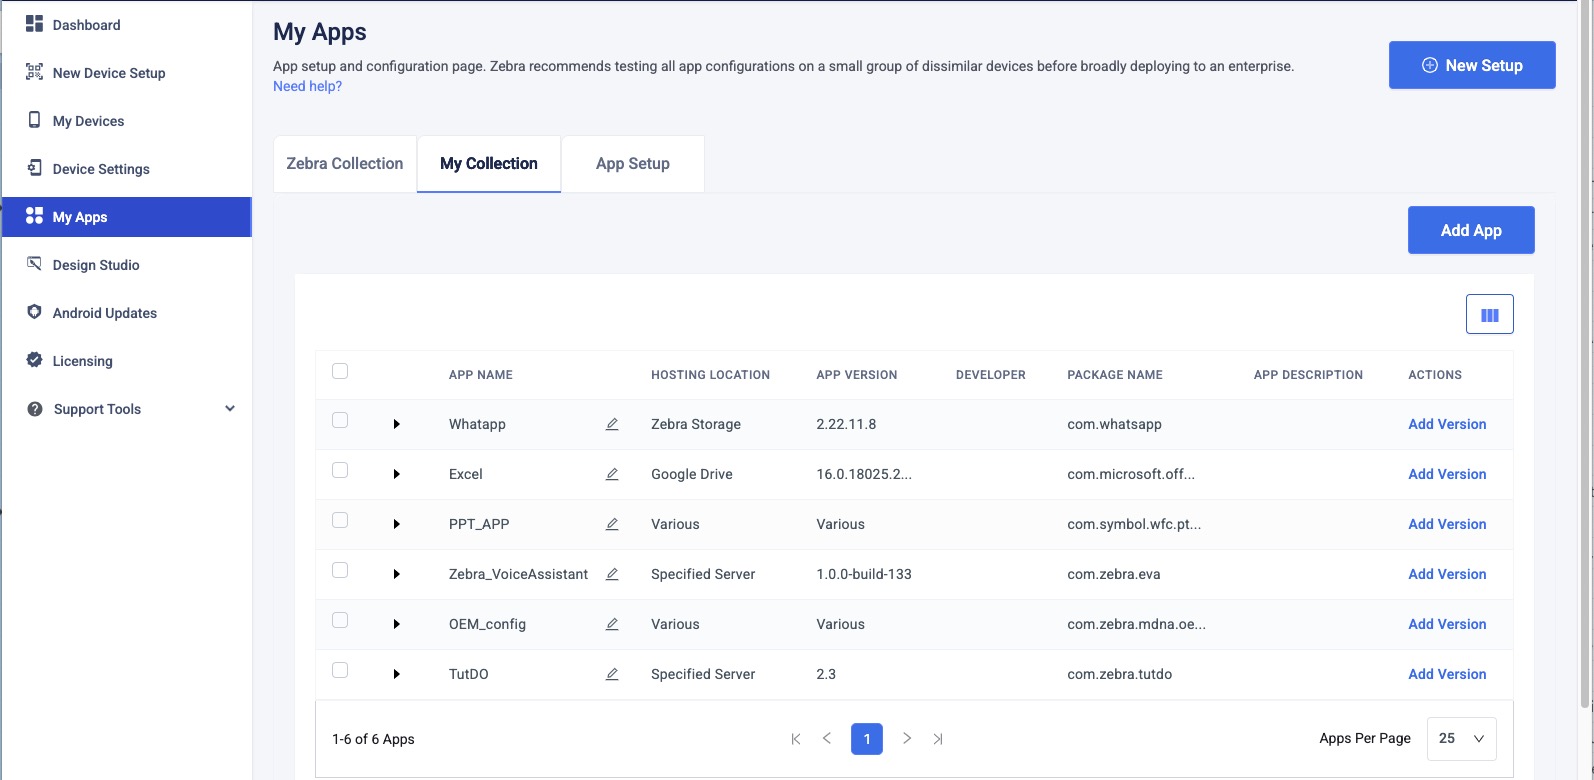 Dashboard
New Device Setup
My Devices
Device Settings
My Apps
Design Studio
Android Updates
Licensing
Support Tools
My Apps
App setup and configuration page. Zebra recommends testing all app configurations on a small group of dissimilar devices before broadly deploying to an enterprise.
Need help?
New Setup
Zebra Collection My Collection App Setup
Add App
APP NAME HOSTING LOCATION APP VERSION DEVELOPER PACKAGE NAME APP DESCRIPTION ACTIONS
Whatapp Zebra Storage 2.22.11.8 com.whatsapp Add Version
Excel Google Drive 16.0.18025.2... com.microsoft.off... Add Version
PPT_APP Various Various com.symbol.wfc.pt... Add Version
Zebra_VoiceAssistant Specified Server 1.0.0-build-133 com.zebra.eva Add Version
OEM_config Various Various com.zebra.mdna.oe... Add Version
TutDO Specified Server 2.3 com.zebra.tutdo Add Version
1-6 of 6 Apps 1 Apps Per Page 25